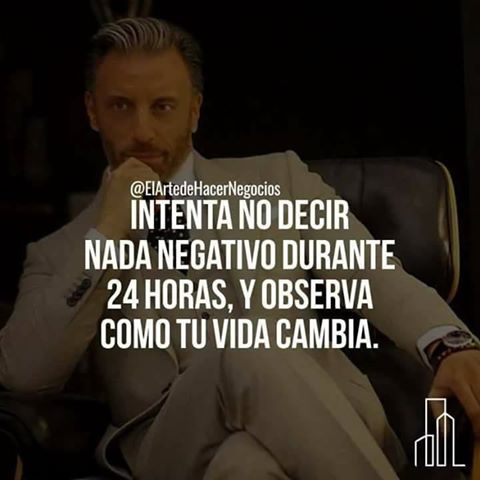 @ElArtedeHacerNegocios
INTENTA NO DECIR
NADA NEGATIVO DURANTE
24 HORAS, Y OBSERVA
COMO TU VIDA CAMBIA.